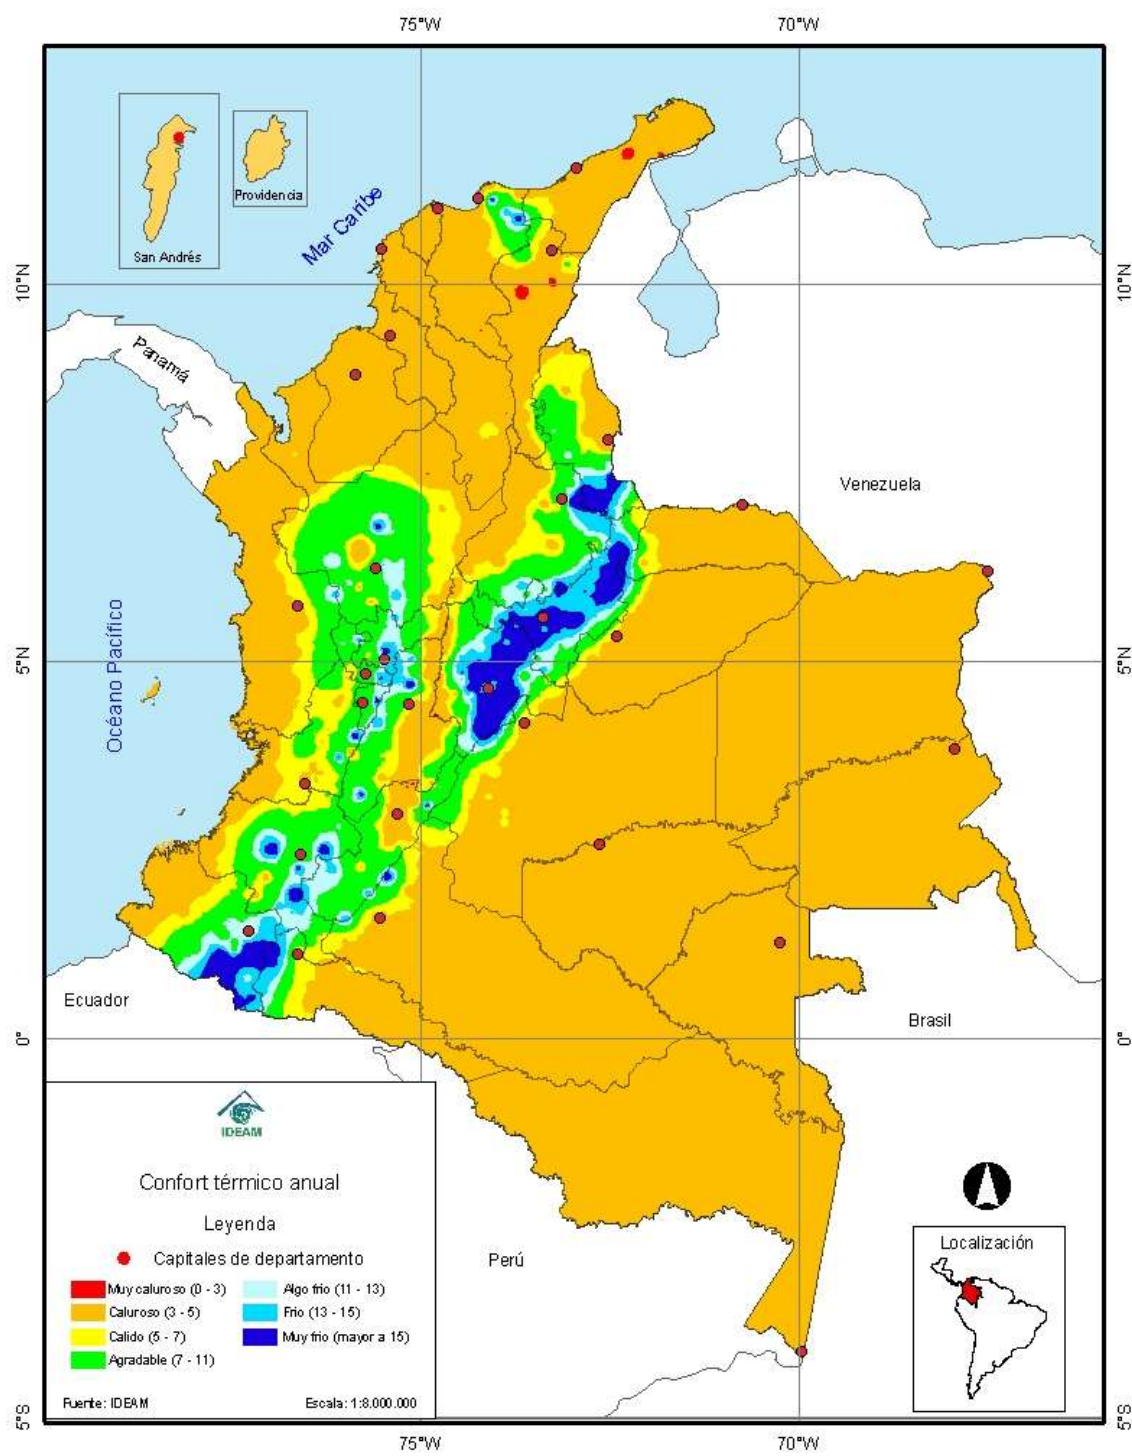 75°W
70°W
San Andrés
Providencia
Mar Caribe
10°N
10°N
Panamá
Venezuela
Océano Pacífico
5°N
5°N
Ecuador
Brasil
0°
0°
IDEAM
Confort térmico anual
Leyenda
Capitales de departamento
Muy caluroso (0 - 3)
Caluroso (3 - 5)
Calido (5 - 7)
Agradable (7 - 11)
Algo frio (11 - 13)
Frio (13 - 15)
Muy frio (mayor a 15)
Fuente: IDEAM
Escala: 1:8.000.000
Perú
Localización
5°S
5°S
75°W
70°W